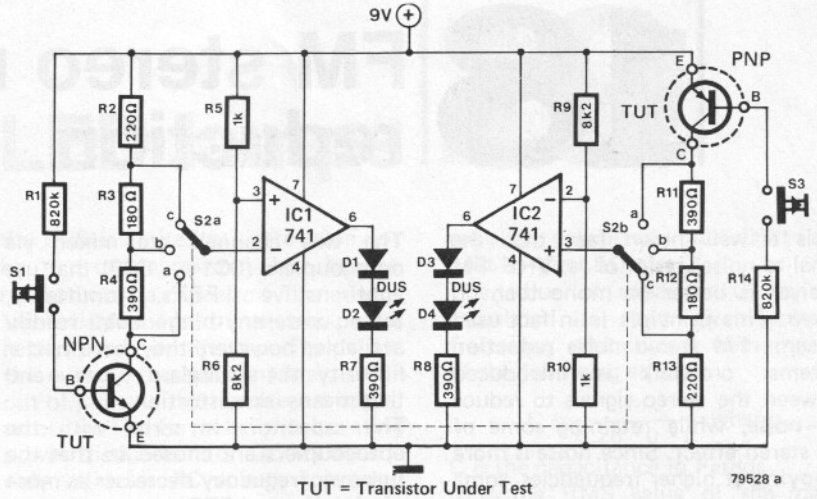 9V +
PNP
E
TUT
B
C
R2
220Ω
R5
1k
R9
8k2
R1
820k
R3
180Ω
c
S2a
b
a
3
+
7
IC1
741
2
−
4
6
7
2
−
IC2
741
3
+
4
6
S2b
a
b
c
R11
390Ω
S3
S1
R4
390Ω
D1
DUS
D2
D3
DUS
D4
180Ω
R14
820k
NPN
C
B
E
TUT
R6
8k2
R7
390Ω
R8
390Ω
R10
1k
R13
220Ω
TUT = Transistor Under Test
79528 a